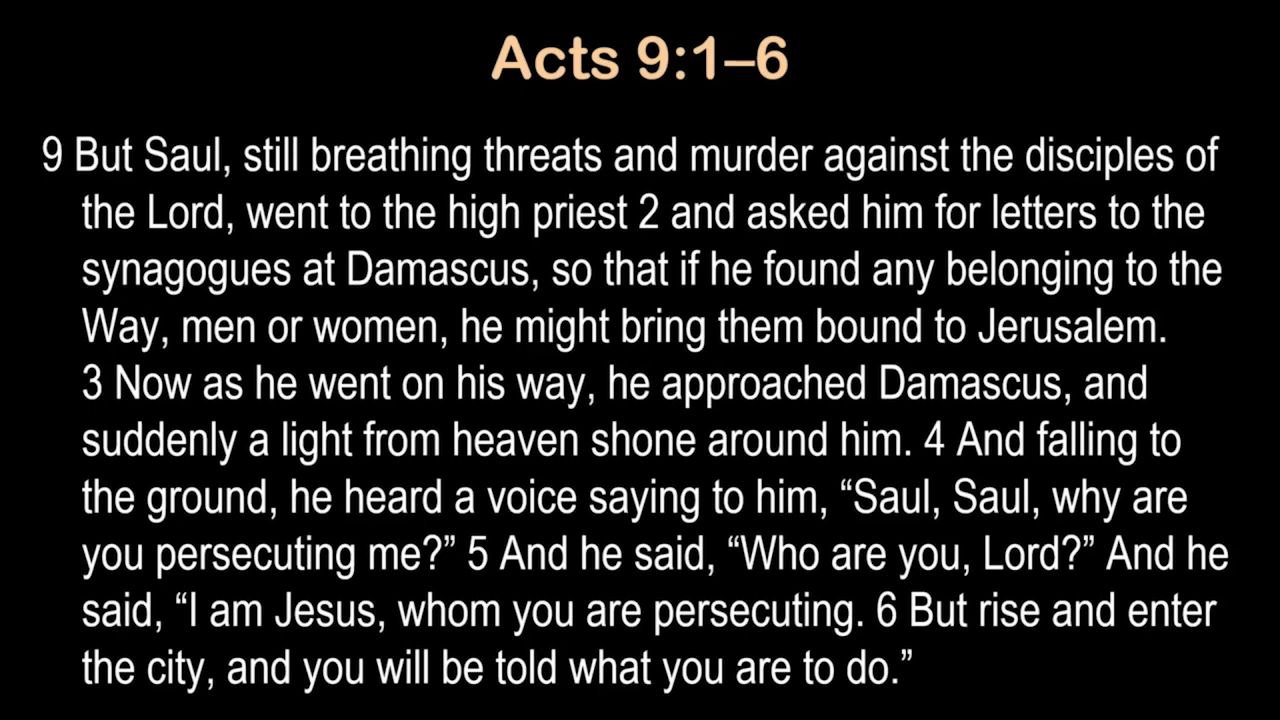 Acts 9:1–6
9 But Saul, still breathing threats and murder against the disciples of
the Lord, went to the high priest 2 and asked him for letters to the
synagogues at Damascus, so that if he found any belonging to the
Way, men or women, he might bring them bound to Jerusalem.
3 Now as he went on his way, he approached Damascus, and
suddenly a light from heaven shone around him. 4 And falling to
the ground, he heard a voice saying to him, “Saul, Saul, why are
you persecuting me?” 5 And he said, “Who are you, Lord?” And he
said, “I am Jesus, whom you are persecuting. 6 But rise and enter
the city, and you will be told what you are to do.”